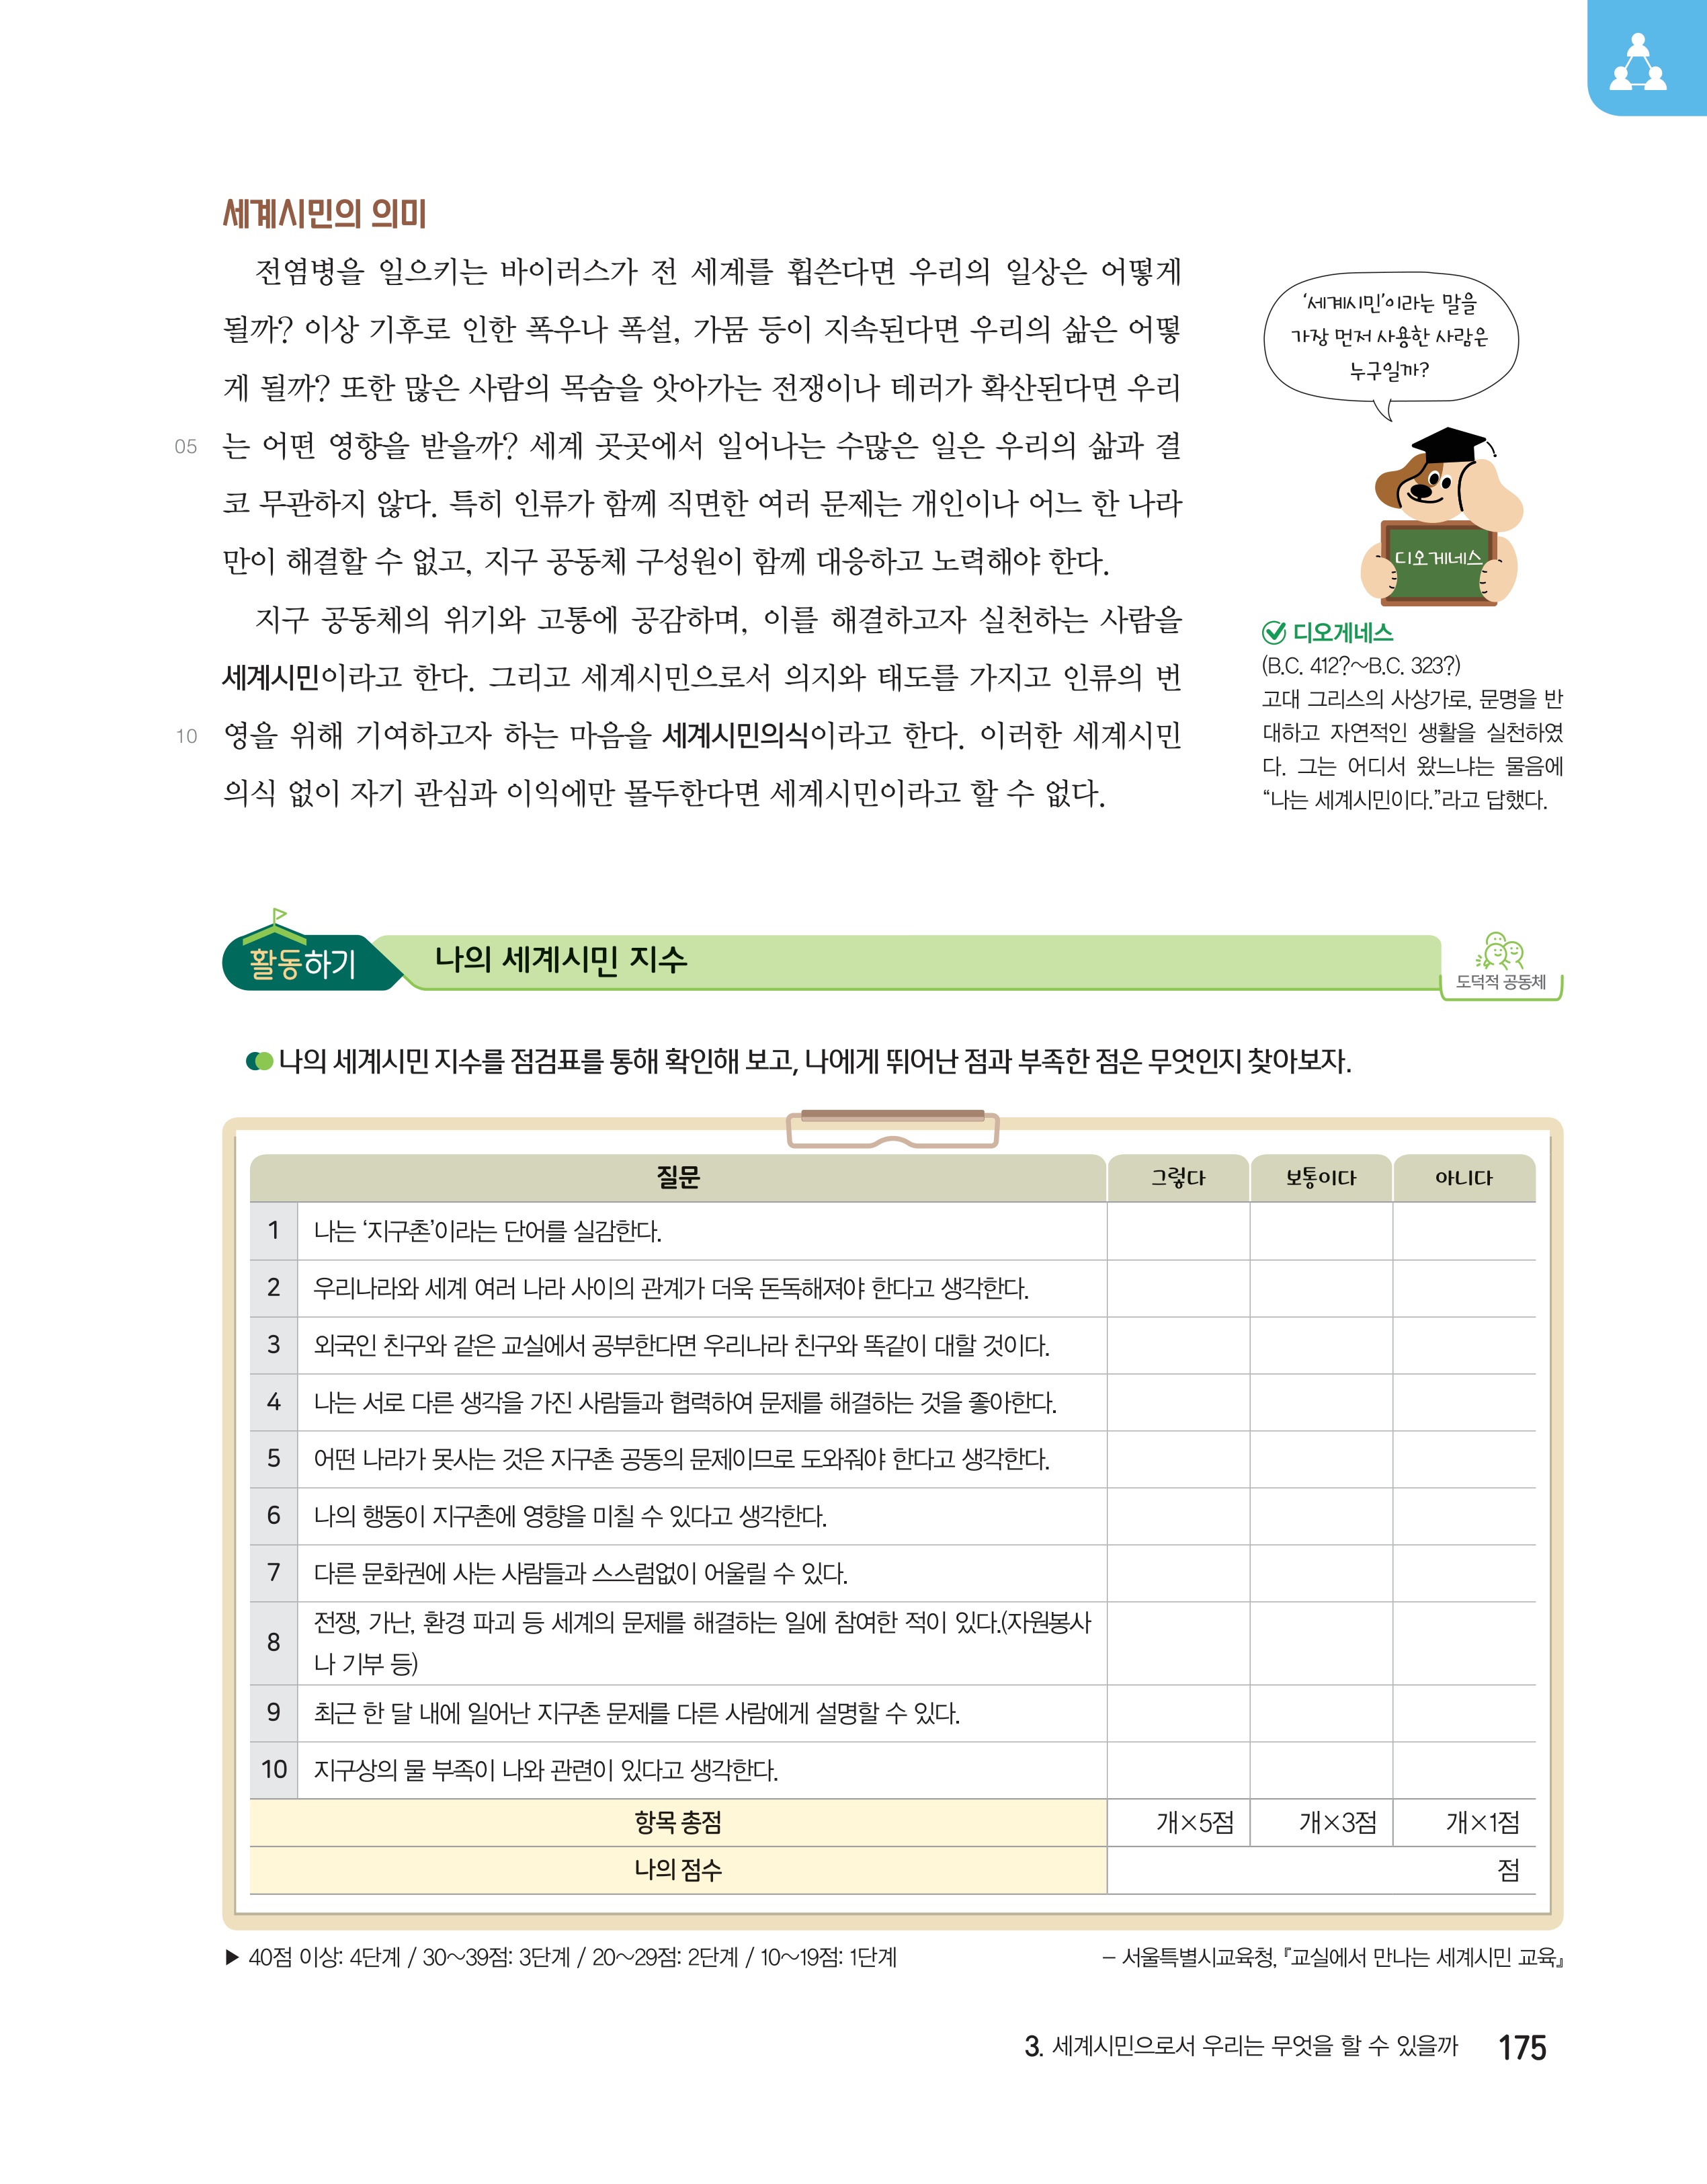 세계시민의 의미
전염병을 일으키는 바이러스가 전 세계를 휩쓴다면 우리의 일상은 어떻게
될까? 이상 기후로 인한 폭우나 폭설, 가뭄 등이 지속된다면 우리의 삶은 어떻
게 될까? 또한 많은 사람의 목숨을 앗아가는 전쟁이나 테러가 확산된다면 우리
05 는 어떤 영향을 받을까? 세계 곳곳에서 일어나는 수많은 일은 우리의 삶과 결
코 무관하지 않다. 특히 인류가 함께 직면한 여러 문제는 개인이나 어느 한 나라
만이 해결할 수 없고, 지구 공동체 구성원이 함께 대응하고 노력해야 한다.
지구 공동체의 위기와 고통에 공감하며, 이를 해결하고자 실천하는 사람을
세계시민이라고 한다. 그리고 세계시민으로서 의지와 태도를 가지고 인류의 번
10 영을 위해 기여하고자 하는 마음을 세계시민의식이라고 한다. 이러한 세계시민
의식 없이 자기 관심과 이익에만 몰두한다면 세계시민이라고 할 수 없다.
‘세계시민’이라는 말을
가장 먼저 사용한 사람은
누구일까?
디오게네스
디오게네스
(B.C. 412?~B.C. 323?)
고대 그리스의 사상가로, 문명을 반
대하고 자연적인 생활을 실천하였
다. 그는 어디서 왔느냐는 물음에
“나는 세계시민이다.”라고 답했다.
활동하기 나의 세계시민 지수
도덕적 공동체
나의 세계시민 지수를 점검표를 통해 확인해 보고, 나에게 뛰어난 점과 부족한 점은 무엇인지 찾아보자.
질문 그렇다 보통이다 아니다
1 나는 ‘지구촌’이라는 단어를 실감한다.
2 우리나라와 세계 여러 나라 사이의 관계가 더욱 돈독해져야 한다고 생각한다.
3 외국인 친구와 같은 교실에서 공부한다면 우리나라 친구와 똑같이 대할 것이다.
4 나는 서로 다른 생각을 가진 사람들과 협력하여 문제를 해결하는 것을 좋아한다.
5 어떤 나라가 못사는 것은 지구촌 공동의 문제이므로 도와줘야 한다고 생각한다.
6 나의 행동이 지구촌에 영향을 미칠 수 있다고 생각한다.
7 다른 문화권에 사는 사람들과 스스럼없이 어울릴 수 있다.
8 전쟁, 가난, 환경 파괴 등 세계의 문제를 해결하는 일에 참여한 적이 있다.(자원봉사
나 기부 등)
9 최근 한 달 내에 일어난 지구촌 문제를 다른 사람에게 설명할 수 있다.
10 지구상의 물 부족이 나와 관련이 있다고 생각한다.
항목 총점 개×5점 개×3점 개×1점
나의 점수 점
▶ 40점 이상: 4단계 / 30~39점: 3단계 / 20~29점: 2단계 / 10~19점: 1단계
– 서울특별시교육청, 『교실에서 만나는 세계시민 교육』
3. 세계시민으로서 우리는 무엇을 할 수 있을까 175